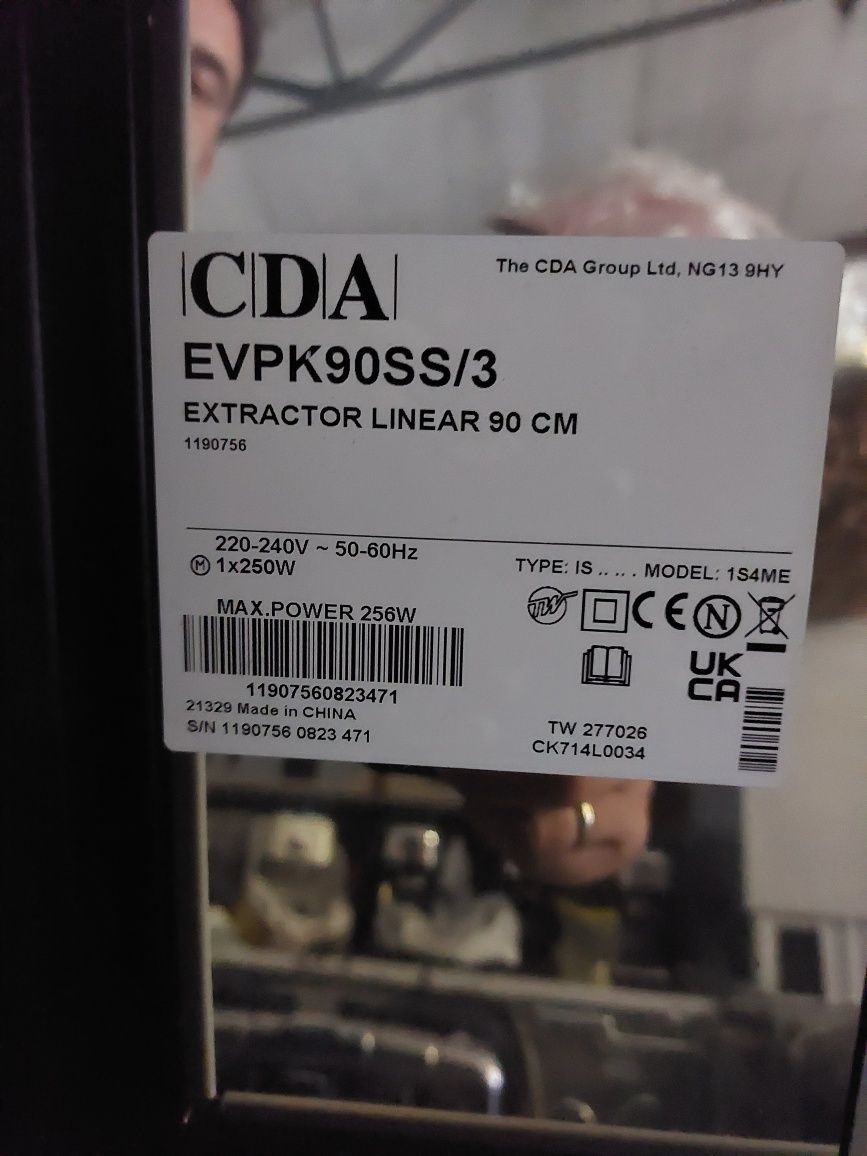 CDA
The CDA Group Ltd, NG13 9HY
EVPK90SS/3
EXTRACTOR LINEAR 90 CM
1190756
220-240V ~ 50-60Hz
M 1x250W
TYPE: IS .. .. . MODEL: 1S4ME
MAX.POWER 256W
N
11907560823471
UK
CA
21329 Made in CHINA
S/N 1190756 0823 471
TW 277026
CK714L0034